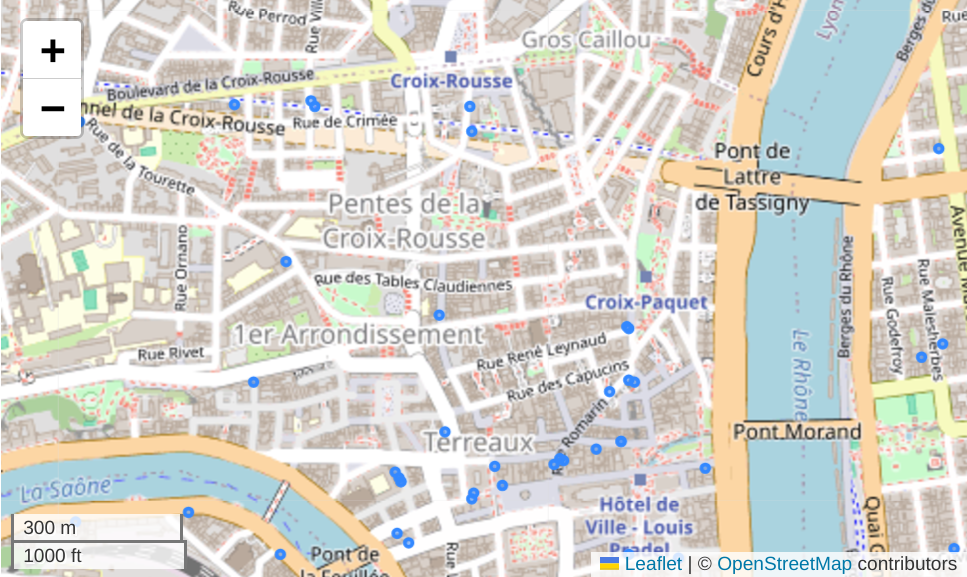 Rue Perrod
Rue Vil
Cours d'H
Lyon
Berges du
Rue
Gros Caillou
+
−
Croix-Rousse
Boulevard de la Croix-Rousse
nnel de la Croix-Rousse
Rue de Crimée
Rue de la Tourette
Pont de
Lattre
de Tassigny
Pentes de la
Croix-Rousse
Avenue
Rue Ornano
Rue des Tables Claudiennes
Berges du Rhône
Rue Godefroy
Rue Malesherbes
Croix-Paquet
1er Arrondissement
Rue Rivet
Rue René Leynaud
Rue des Capucins
Le Rhône
Rue Romarin
Terreaux
Pont Morand
La Saône
Hôtel de
Ville - Louis
Pradel
Quai G
300 m
1000 ft
Rue L
Pont de
la Feuillée
Leaflet | © OpenStreetMap contributors